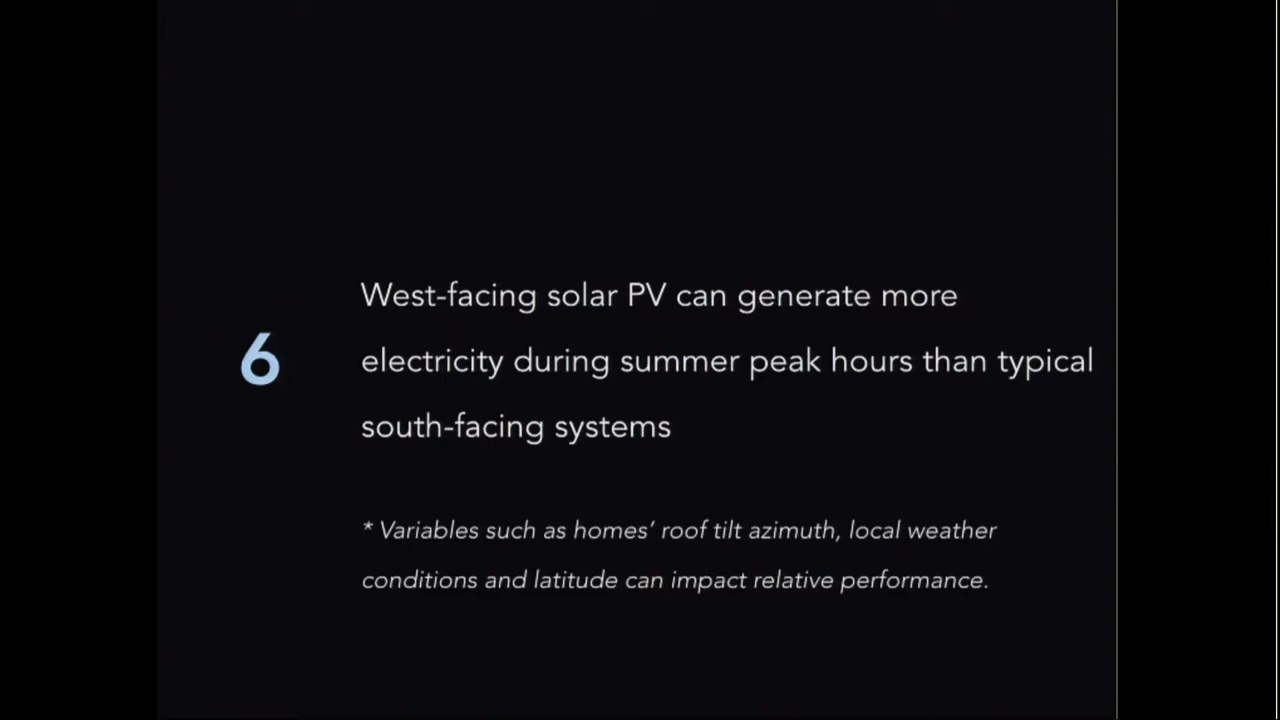 West-facing solar PV can generate more
6
electricity during summer peak hours than typical
south-facing systems
* Variables such as homes’ roof tilt azimuth, local weather
conditions and latitude can impact relative performance.